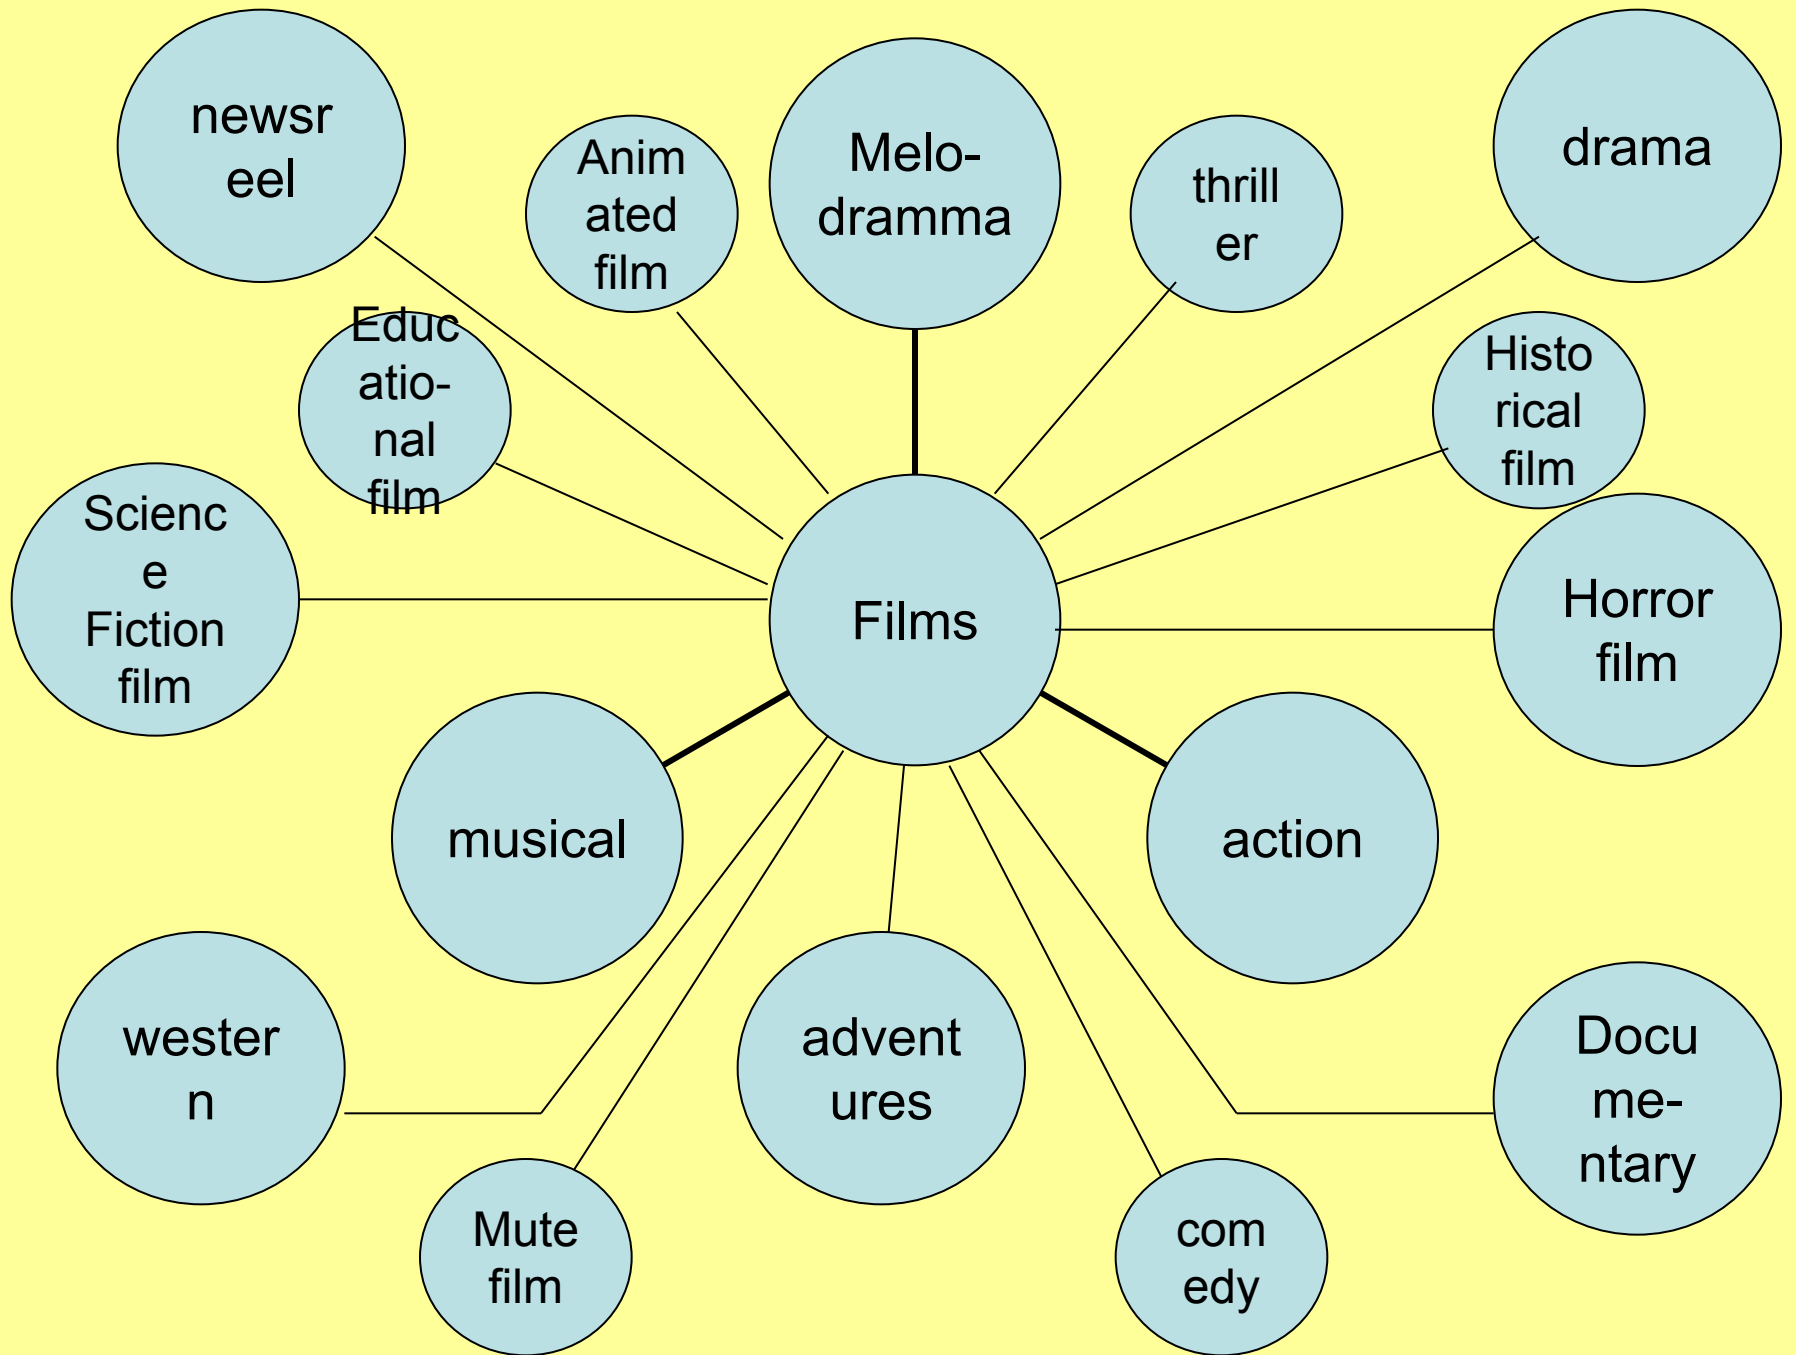 newsr
eel
Anim
ated
film
Melo-
dramma
thrill
er
drama
Educ
atio-
nal
film
Histo
rical
film
Scienc
e
Fiction
film
Films
Horror
film
musical
action
wester
n
advent
ures
Docu
me-
ntary
Mute
film
com
edy